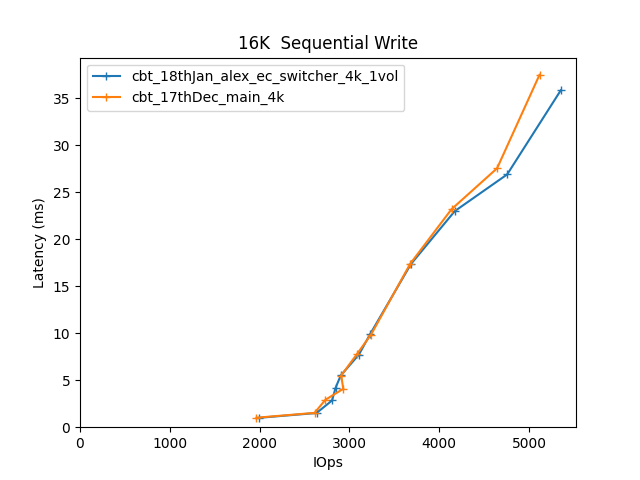 16K  Sequential Write
cbt_18thJan_alex_ec_switcher_4k_1vol
cbt_17thDec_main_4k
Latency (ms)
35
30
25
20
15
10
5
0
0 1000 2000 3000 4000 5000
IOps